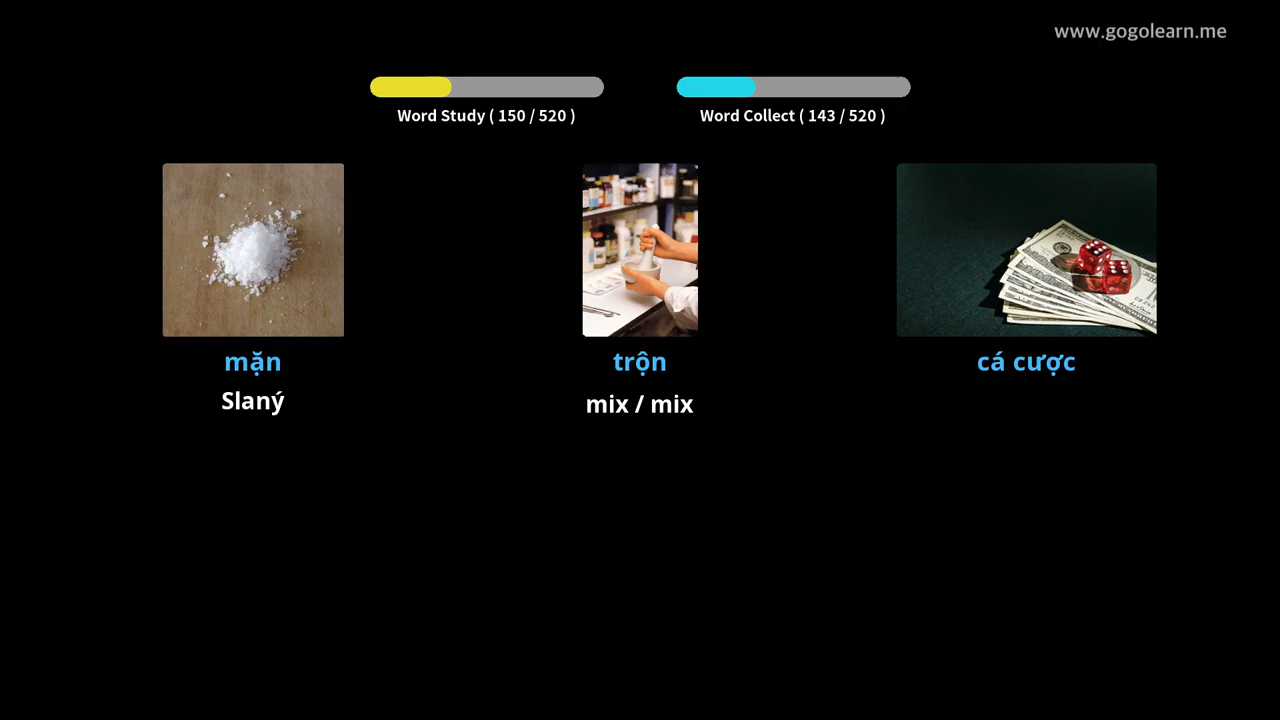 www.gogolearn.me
Word Study ( 150 / 520 )
Word Collect ( 143 / 520 )
mặn
trộn
cá cược
Slaný
mix / mix